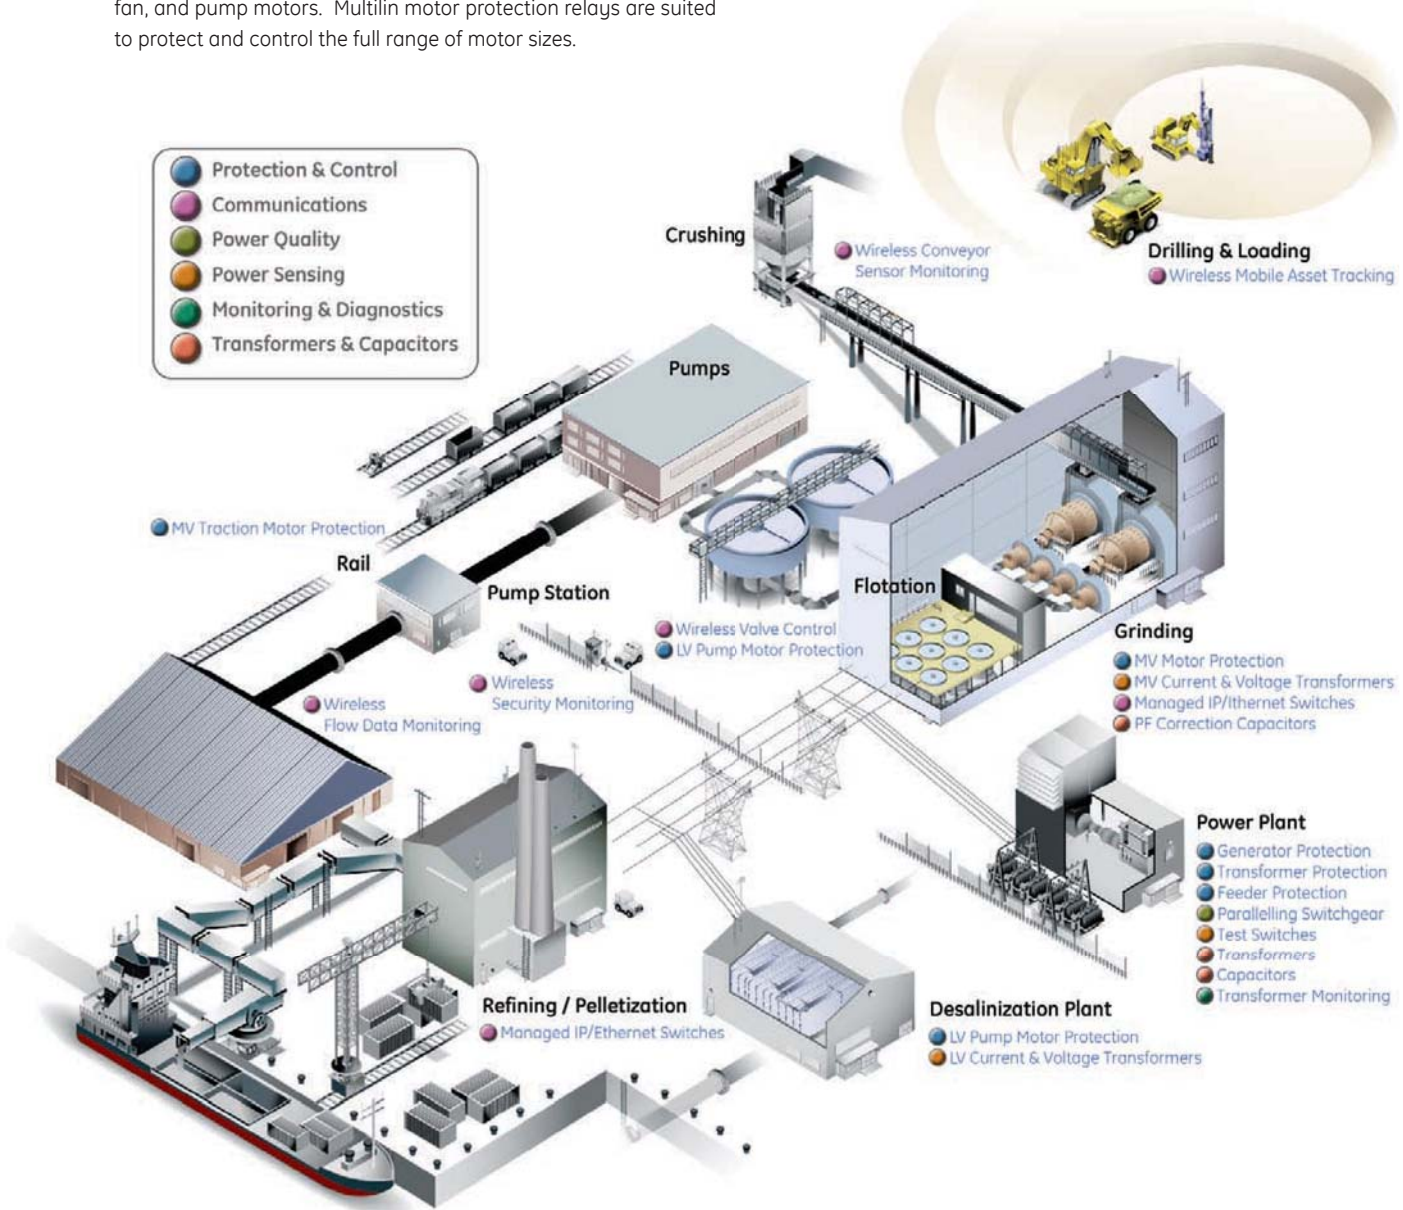 fan, and pump motors. Multilin motor protection relays are suited
to protect and control the full range of motor sizes.
Protection & Control
Communications
Power Quality
Power Sensing
Monitoring & Diagnostics
Transformers & Capacitors
Crushing
Wireless Conveyor
Sensor Monitoring
Drilling & Loading
Wireless Mobile Asset Tracking
Pumps
MV Traction Motor Protection
Rail
Pump Station
Flotation
Wireless Valve Control
LV Pump Motor Protection
Grinding
MV Motor Protection
MV Current & Voltage Transformers
Managed IP/Ithernet Switches
PF Correction Capacitors
Wireless
Security Monitoring
Wireless
Flow Data Monitoring
Power Plant
Generator Protection
Transformer Protection
Feeder Protection
Parallelling Switchgear
Test Switches
Transformers
Capacitors
Transformer Monitoring
Refining / Pelletization
Managed IP/Ethernet Switches
Desalinization Plant
LV Pump Motor Protection
LV Current & Voltage Transformers